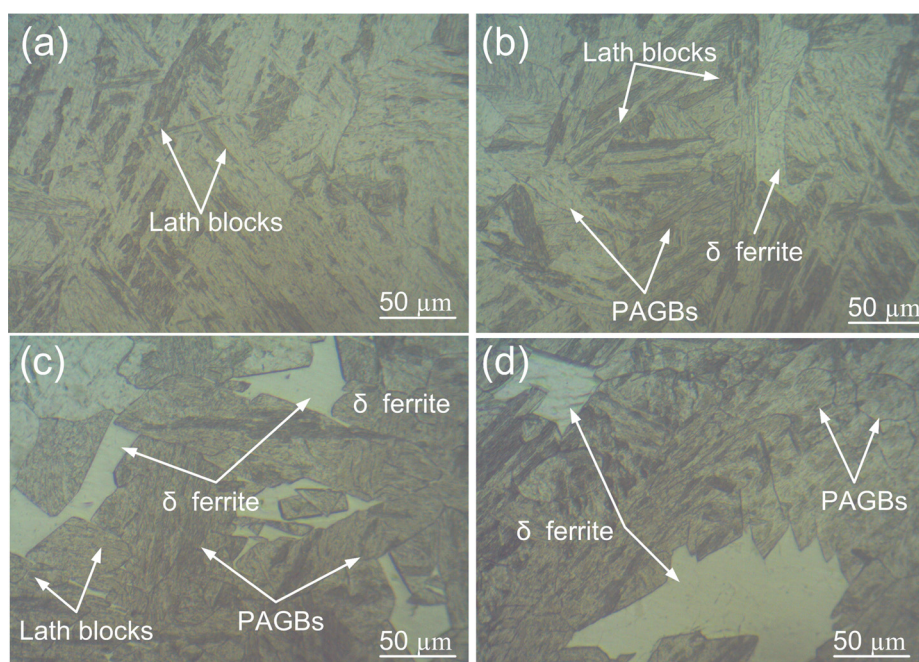 (a)
Lath blocks
50 µm
(b)
Lath blocks
δ ferrite
PAGBs
50 µm
(c)
δ ferrite
δ ferrite
Lath blocks
PAGBs
50 µm
(d)
PAGBs
δ ferrite
50 µm